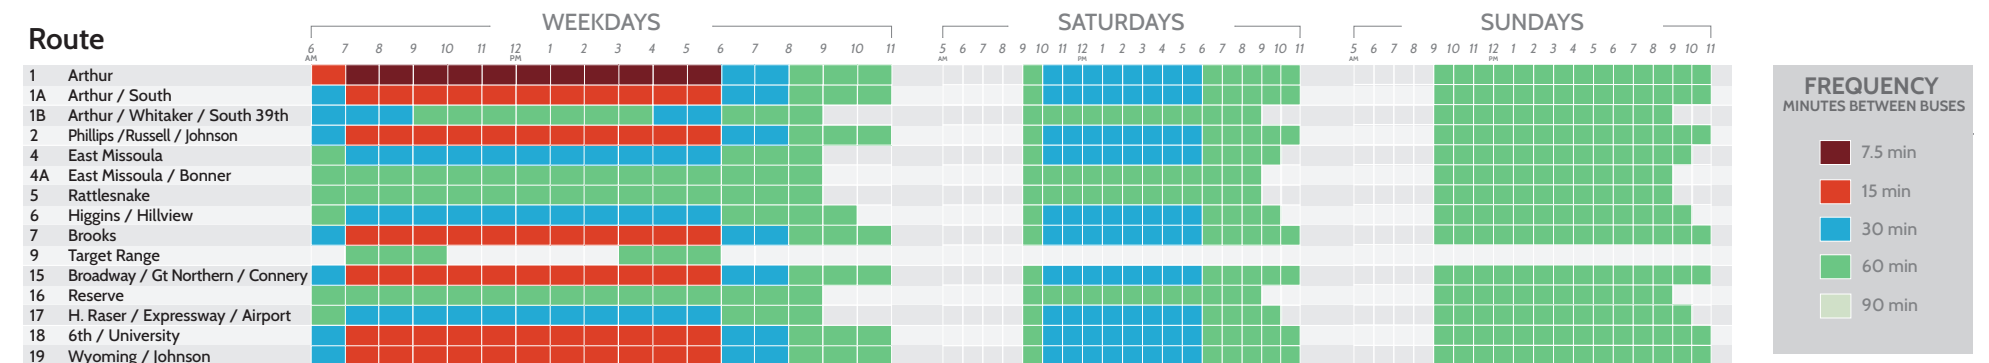 WEEKDAYS SATURDAYS SUNDAYS
Route
6 7 8 9 10 11 12 1 2 3 4 5 6 7 8 9 10 11 5 6 7 8 9 10 11 12 1 2 3 4 5 6 7 8 9 10 11 5 6 7 8 9 10 11 12 1 2 3 4 5 6 7 8 9 10 11
AM PM AM PM AM PM
1 Arthur
1A Arthur / South
1B Arthur / Whitaker / South 39th
2 Phillips /Russell / Johnson
4 East Missoula
4A East Missoula / Bonner
5 Rattlesnake
6 Higgins / Hillview
7 Brooks
9 Target Range
15 Broadway / Gt Northern / Connery
16 Reserve
17 H. Raser / Expressway / Airport
18 6th / University
19 Wyoming / Johnson
FREQUENCY
MINUTES BETWEEN BUSES
7.5 min
15 min
30 min
60 min
90 min